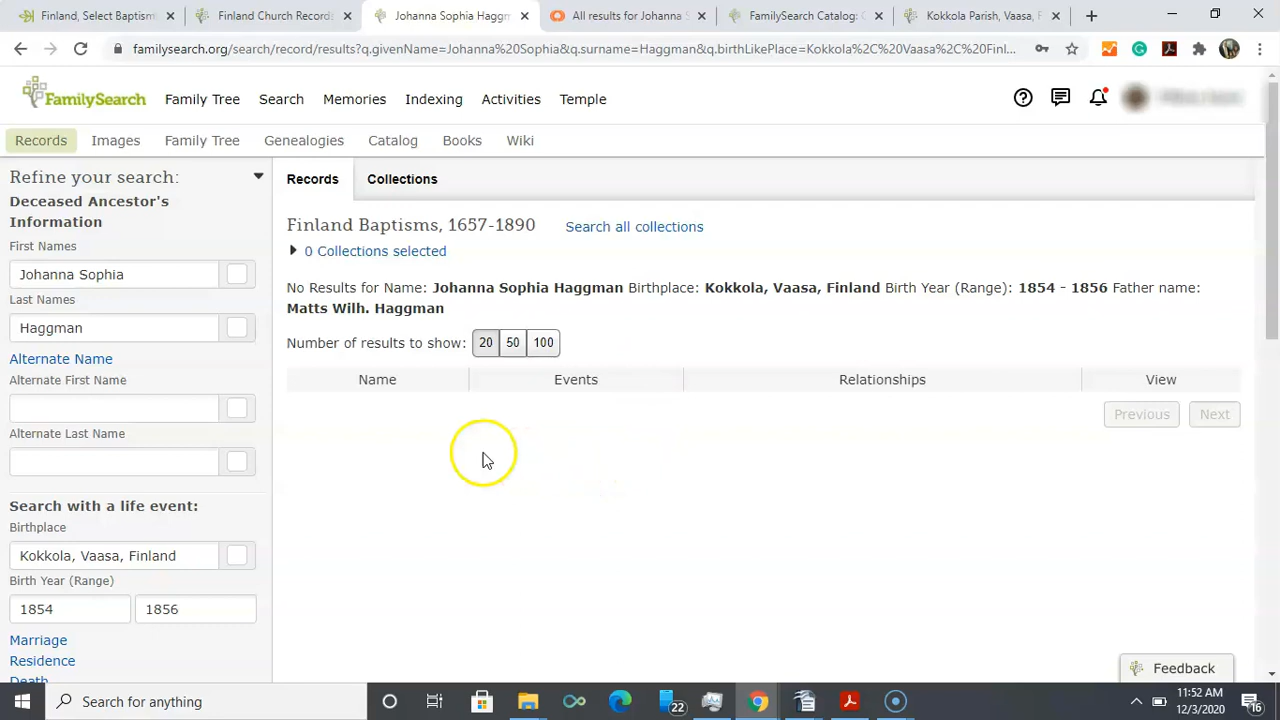 Finland, Select Baptism
Finland Church Records
Johanna Sophia Haggm
All results for Johanna S
FamilySearch Catalog: C
Kokkola Parish, Vaasa, F
familysearch.org/search/record/results?q.givenName=Johanna%20Sophia&q.surname=Haggman&q.birthLikePlace=Kokkola%2C%20Vaasa%2C%20Finl...
FamilySearch
Family Tree
Search
Memories
Indexing
Activities
Temple
Records
Images
Family Tree
Genealogies
Catalog
Books
Wiki
Refine your search:
Deceased Ancestor's
Information
First Names
Johanna Sophia
Last Names
Haggman
Alternate Name
Alternate First Name
Alternate Last Name
Search with a life event:
Birthplace
Kokkola, Vaasa, Finland
Birth Year (Range)
1854
1856
Marriage
Residence
Death
Records
Collections
Finland Baptisms, 1657-1890
Search all collections
0 Collections selected
No Results for Name: Johanna Sophia Haggman Birthplace: Kokkola, Vaasa, Finland Birth Year (Range): 1854 - 1856 Father name:
Matts Wilh. Haggman
Number of results to show: 20 50 100
Name
Events
Relationships
View
Previous
Next
Feedback
Search for anything
22
11:52 AM
12/3/2020
16